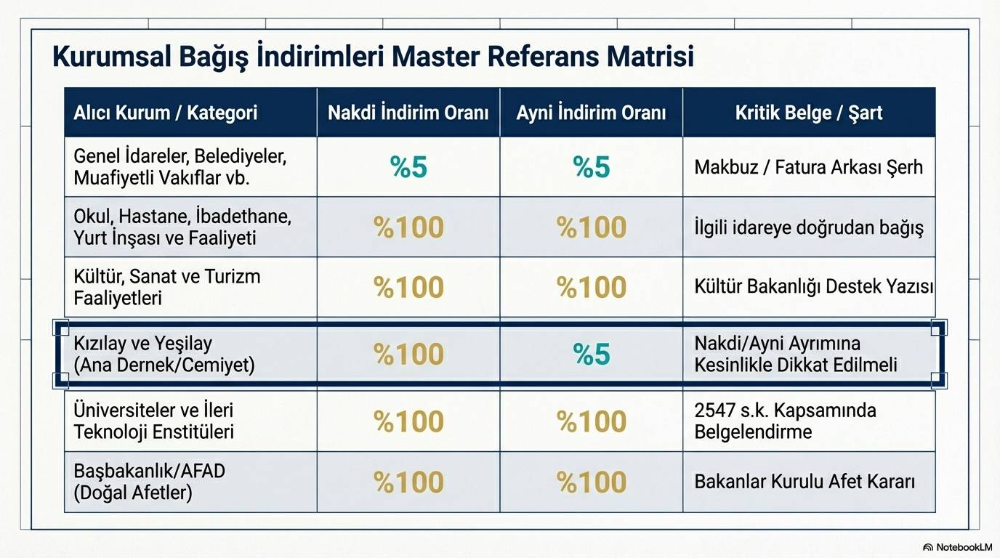 Kurumsal Bağış İndirimleri Master Referans Matrisi
Alıcı Kurum / Kategori
Nakdi İndirim Oranı
Ayni İndirim Oranı
Kritik Belge / Şart
Genel İdareler, Belediyeler,
Muafiyetli Vakıflar vb.
%5
%5
Makbuz / Fatura Arkası Şerh
Okul, Hastane, İbadethane,
Yurt İnşası ve Faaliyeti
%100
%100
İlgili idareye doğrudan bağış
Kültür, Sanat ve Turizm
Faaliyetleri
%100
%100
Kültür Bakanlığı Destek Yazısı
Kızılay ve Yeşilay
(Ana Dernek/Cemiyet)
%100
%5
Nakdi/Ayni Ayrımına
Kesinlikle Dikkat Edilmeli
Üniversiteler ve İleri
Teknoloji Enstitüleri
%100
%100
2547 s.k. Kapsamında
Belgelendirme
Başbakanlık/AFAD
(Doğal Afetler)
%100
%100
Bakanlar Kurulu Afet Kararı
NotebookLM